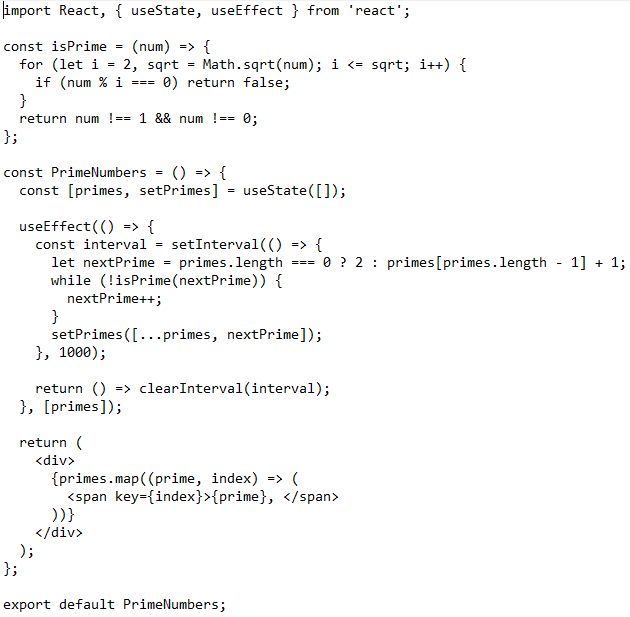 import React, { useState, useEffect } from 'react';

const isPrime = (num) => {
  for (let i = 2, sqrt = Math.sqrt(num); i <= sqrt; i++) {
    if (num % i === 0) return false;
  }
  return num !== 1 && num !== 0;
};

const PrimeNumbers = () => {
  const [primes, setPrimes] = useState([]);

  useEffect(() => {
    const interval = setInterval(() => {
      let nextPrime = primes.length === 0 ? 2 : primes[primes.length - 1] + 1;
      while (!isPrime(nextPrime)) {
        nextPrime++;
      }
      setPrimes([...primes, nextPrime]);
    }, 1000);

    return () => clearInterval(interval);
  }, [primes]);

  return (
    <div>
      {primes.map((prime, index) => (
        <span key={index}>{prime}, </span>
      ))}
    </div>
  );
};

export default PrimeNumbers;